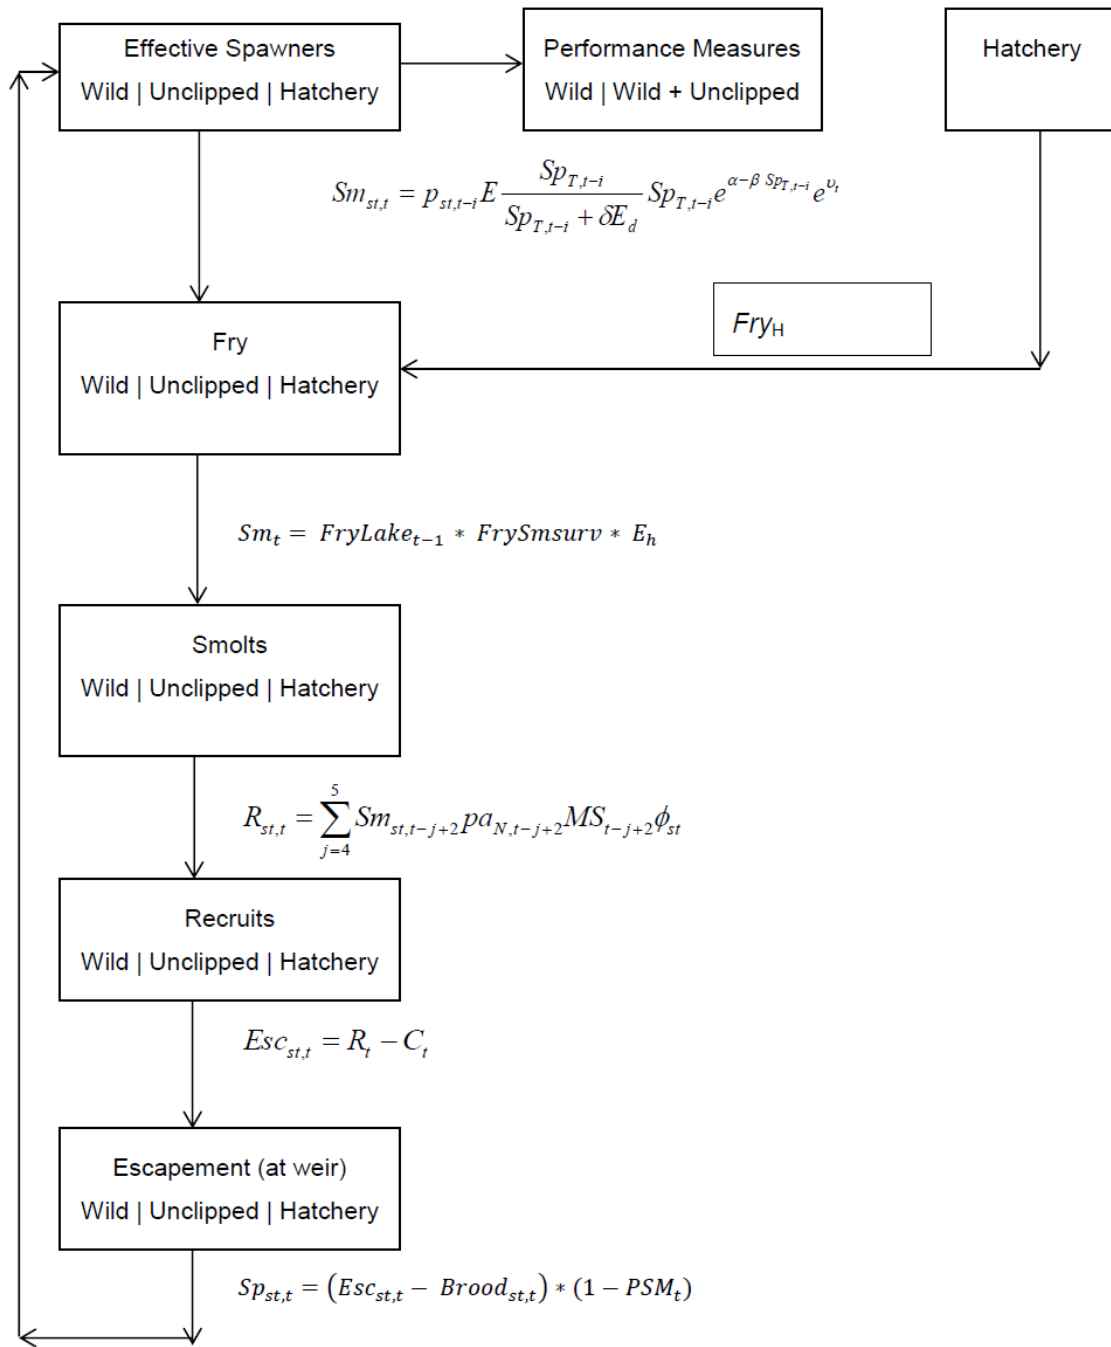 Effective Spawners
Wild | Unclipped | Hatchery
Performance Measures
Wild | Wild + Unclipped
Hatchery
Sm_{st,t} = p_{st,t-i} E \frac{Sp_{T,t-i}}{Sp_{T,t-i} + δE_d} Sp_{T,t-i} e^{α-β Sp_{T,t-i}} e^{υ_t}
Fry_H
Fry
Wild | Unclipped | Hatchery
Sm_t = FryLake_{t-1} * FrySmsurv * E_h
Smolts
Wild | Unclipped | Hatchery
R_{st,t} = \sum_{j=4}^{5} Sm_{st,t-j+2} pa_{N,t-j+2} MS_{t-j+2} ϕ_{st}
Recruits
Wild | Unclipped | Hatchery
Esc_{st,t} = R_t - C_t
Escapement (at weir)
Wild | Unclipped | Hatchery
Sp_{st,t} = (Esc_{st,t} - Brood_{st,t}) * (1 - PSM_t)